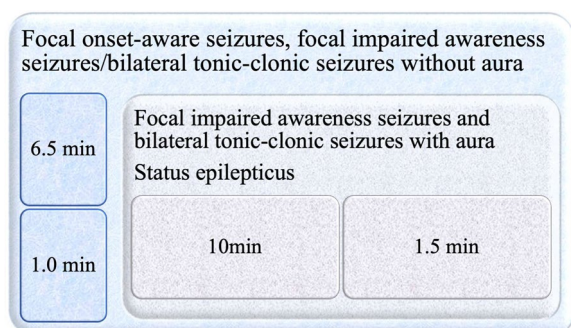 Focal onset-aware seizures, focal impaired awareness
seizures/bilateral tonic-clonic seizures without aura
6.5 min
1.0 min
Focal impaired awareness seizures and
bilateral tonic-clonic seizures with aura
Status epilepticus
10min
1.5 min